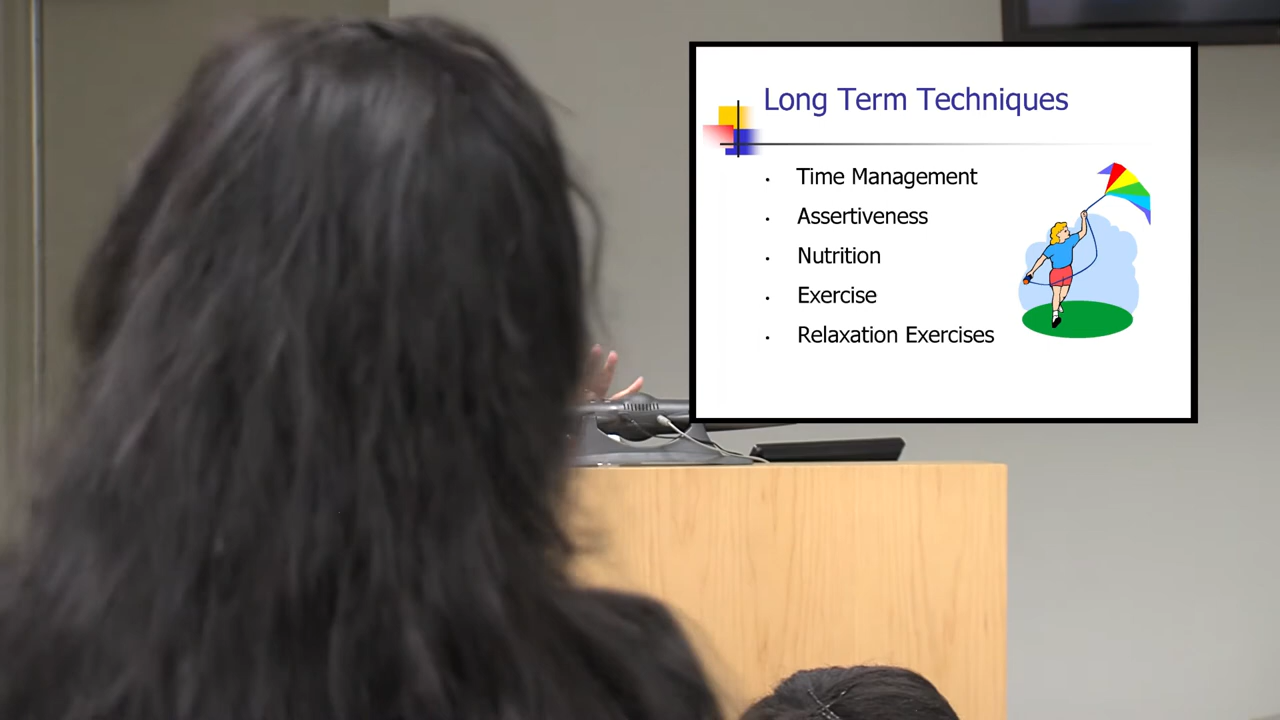 Long Term Techniques
Time Management
Assertiveness
Nutrition
Exercise
Relaxation Exercises